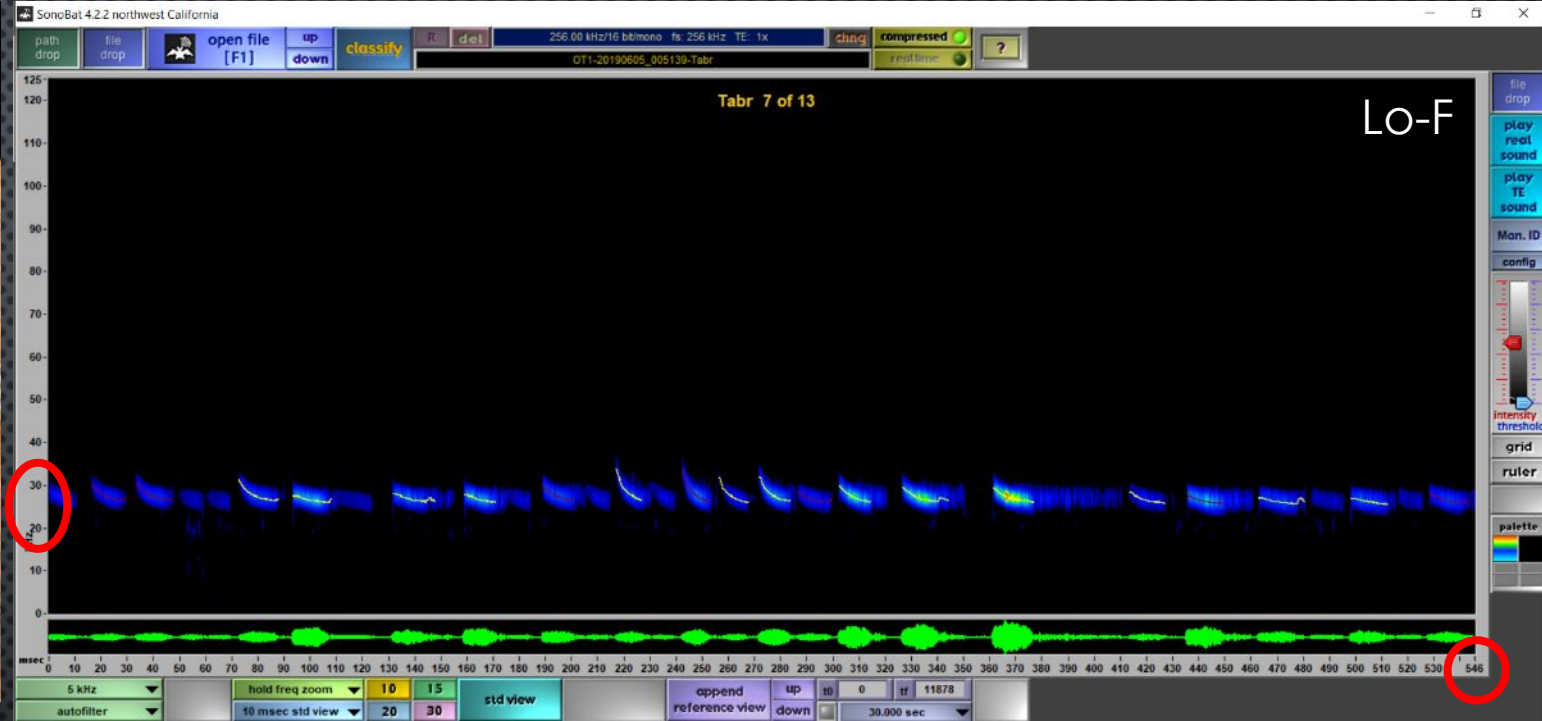 SonoBat 4.2.2 northwest California
path drop
file drop
open file [F1]
up
down
classify
R
del
256.00 kHz/16 bit/mono fs: 256 kHz TE: 1x
OT1-20190605_005139-Tabr
chng
compressed
real time
?
125
120
110
100
90
80
70
60
50
40
30
20
10
0
kHz
Tabr 7 of 13
Lo-F
file drop
play real sound
play TE sound
Man. ID
config
intensity
threshold
grid
ruler
palette
msec
0 10 20 30 40 50 60 70 80 90 100 110 120 130 140 150 160 170 180 190 200 210 220 230 240 250 260 270 280 290 300 310 320 330 340 350 360 370 380 390 400 410 420 430 440 450 460 470 480 490 500 510 520 530 546
5 kHz
autofilter
hold freq zoom
10 msec std view
10
15
20
30
std view
append reference view
up
down
t0
0
tf
11878
30.000 sec